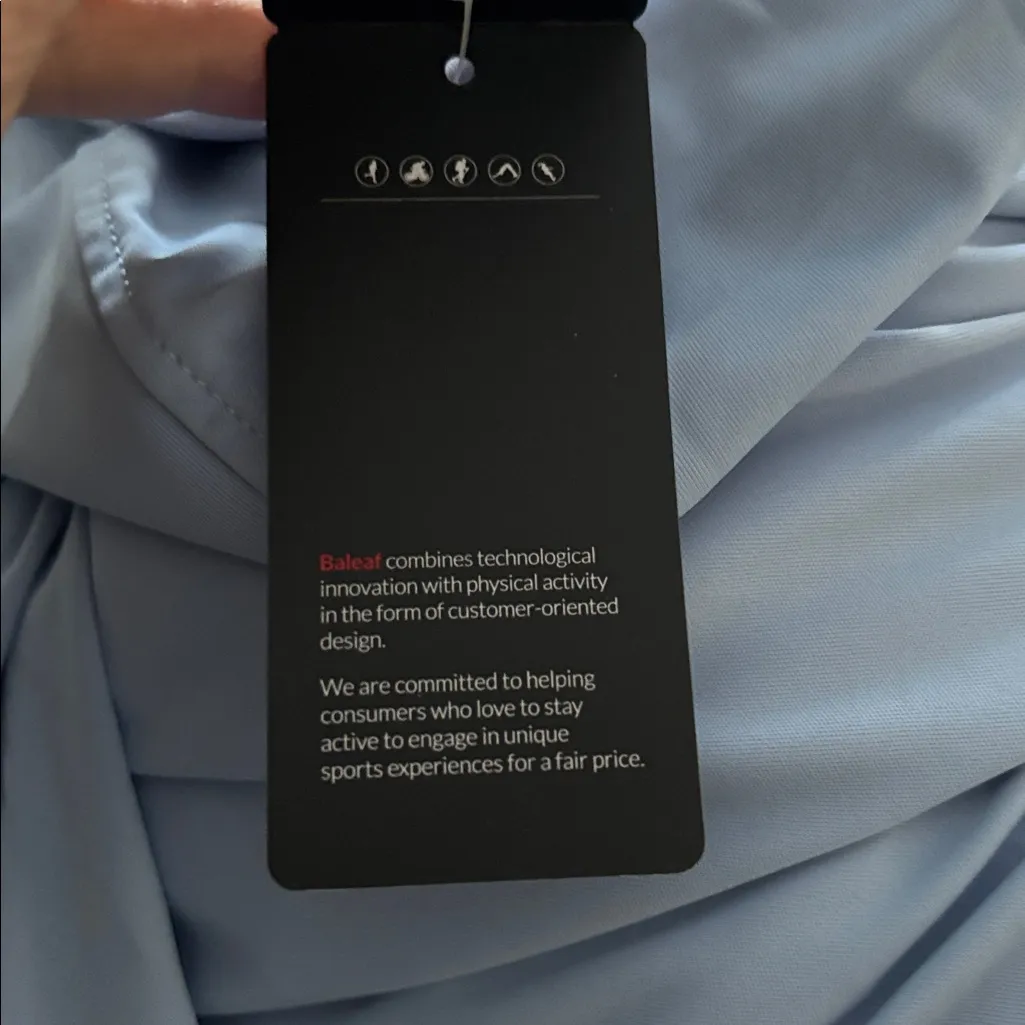 Baleaf combines technological
innovation with physical activity
in the form of customer-oriented
design.
We are committed to helping
consumers who love to stay
active to engage in unique
sports experiences for a fair price.